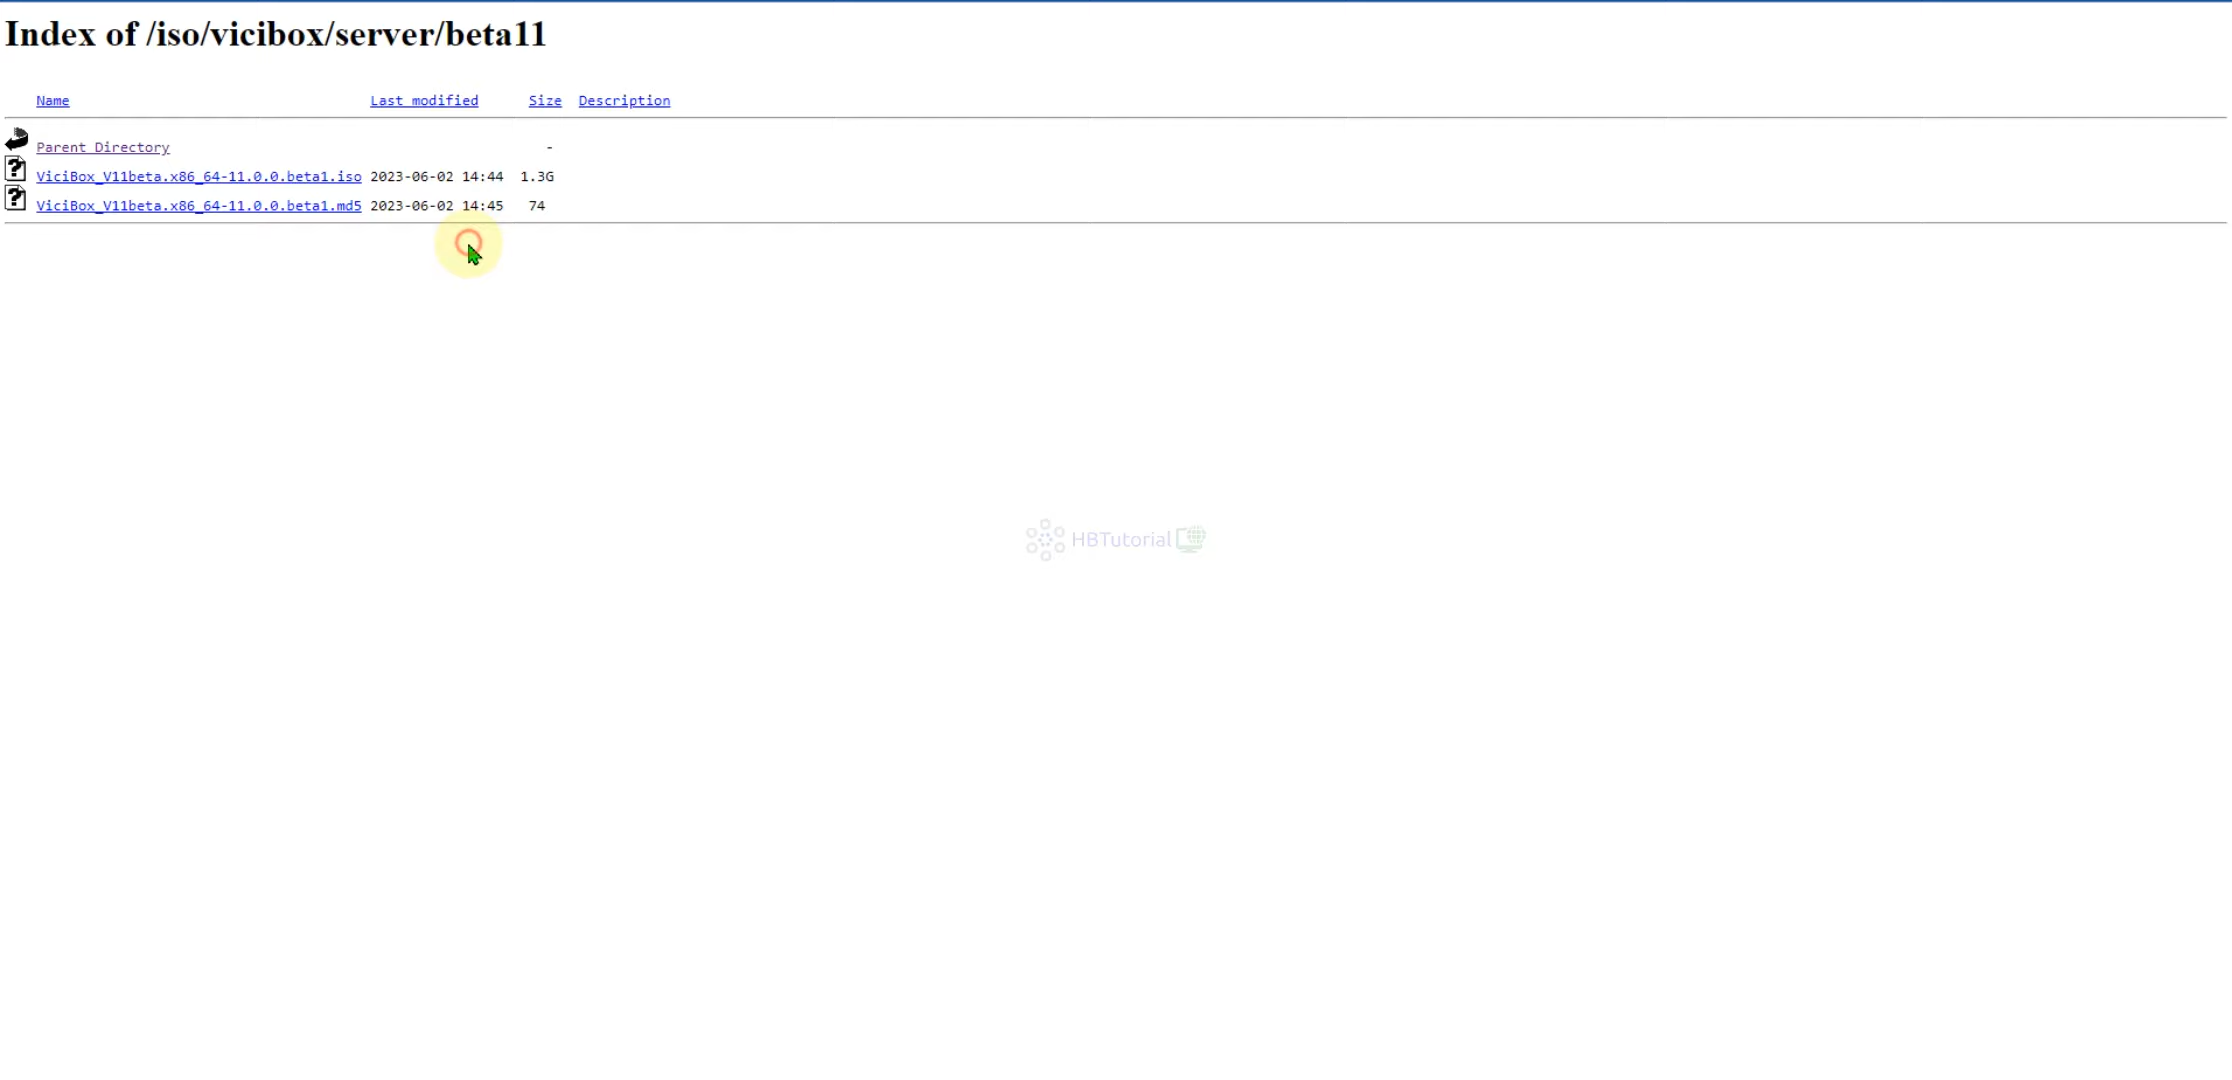 Index of /iso/vicibox/server/beta11
Name Last modified Size Description
Parent Directory -
ViciBox_V11beta.x86_64-11.0.0.beta1.iso 2023-06-02 14:44 1.3G
ViciBox_V11beta.x86_64-11.0.0.beta1.md5 2023-06-02 14:45 74
HBTutorial